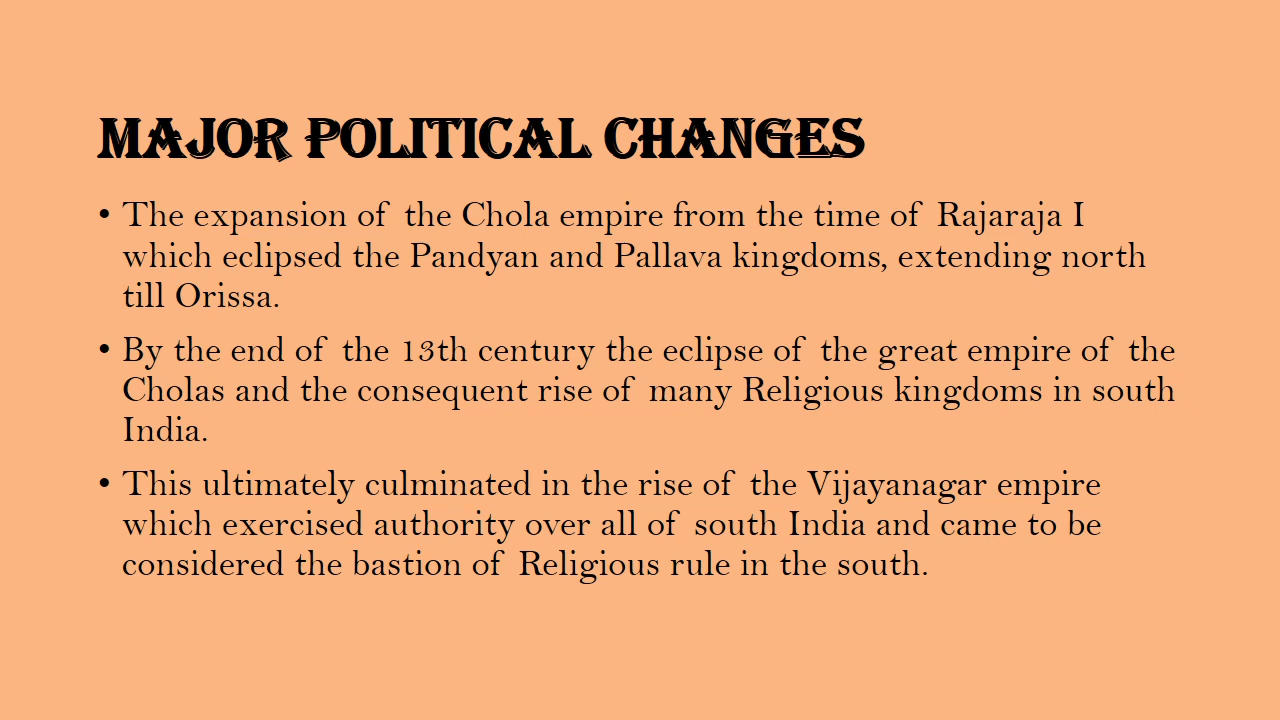 MAJOR POLITICAL CHANGES
• The expansion of the Chola empire from the time of Rajaraja I
which eclipsed the Pandyan and Pallava kingdoms, extending north
till Orissa.
• By the end of the 13th century the eclipse of the great empire of the
Cholas and the consequent rise of many Religious kingdoms in south
India.
• This ultimately culminated in the rise of the Vijayanagar empire
which exercised authority over all of south India and came to be
considered the bastion of Religious rule in the south.